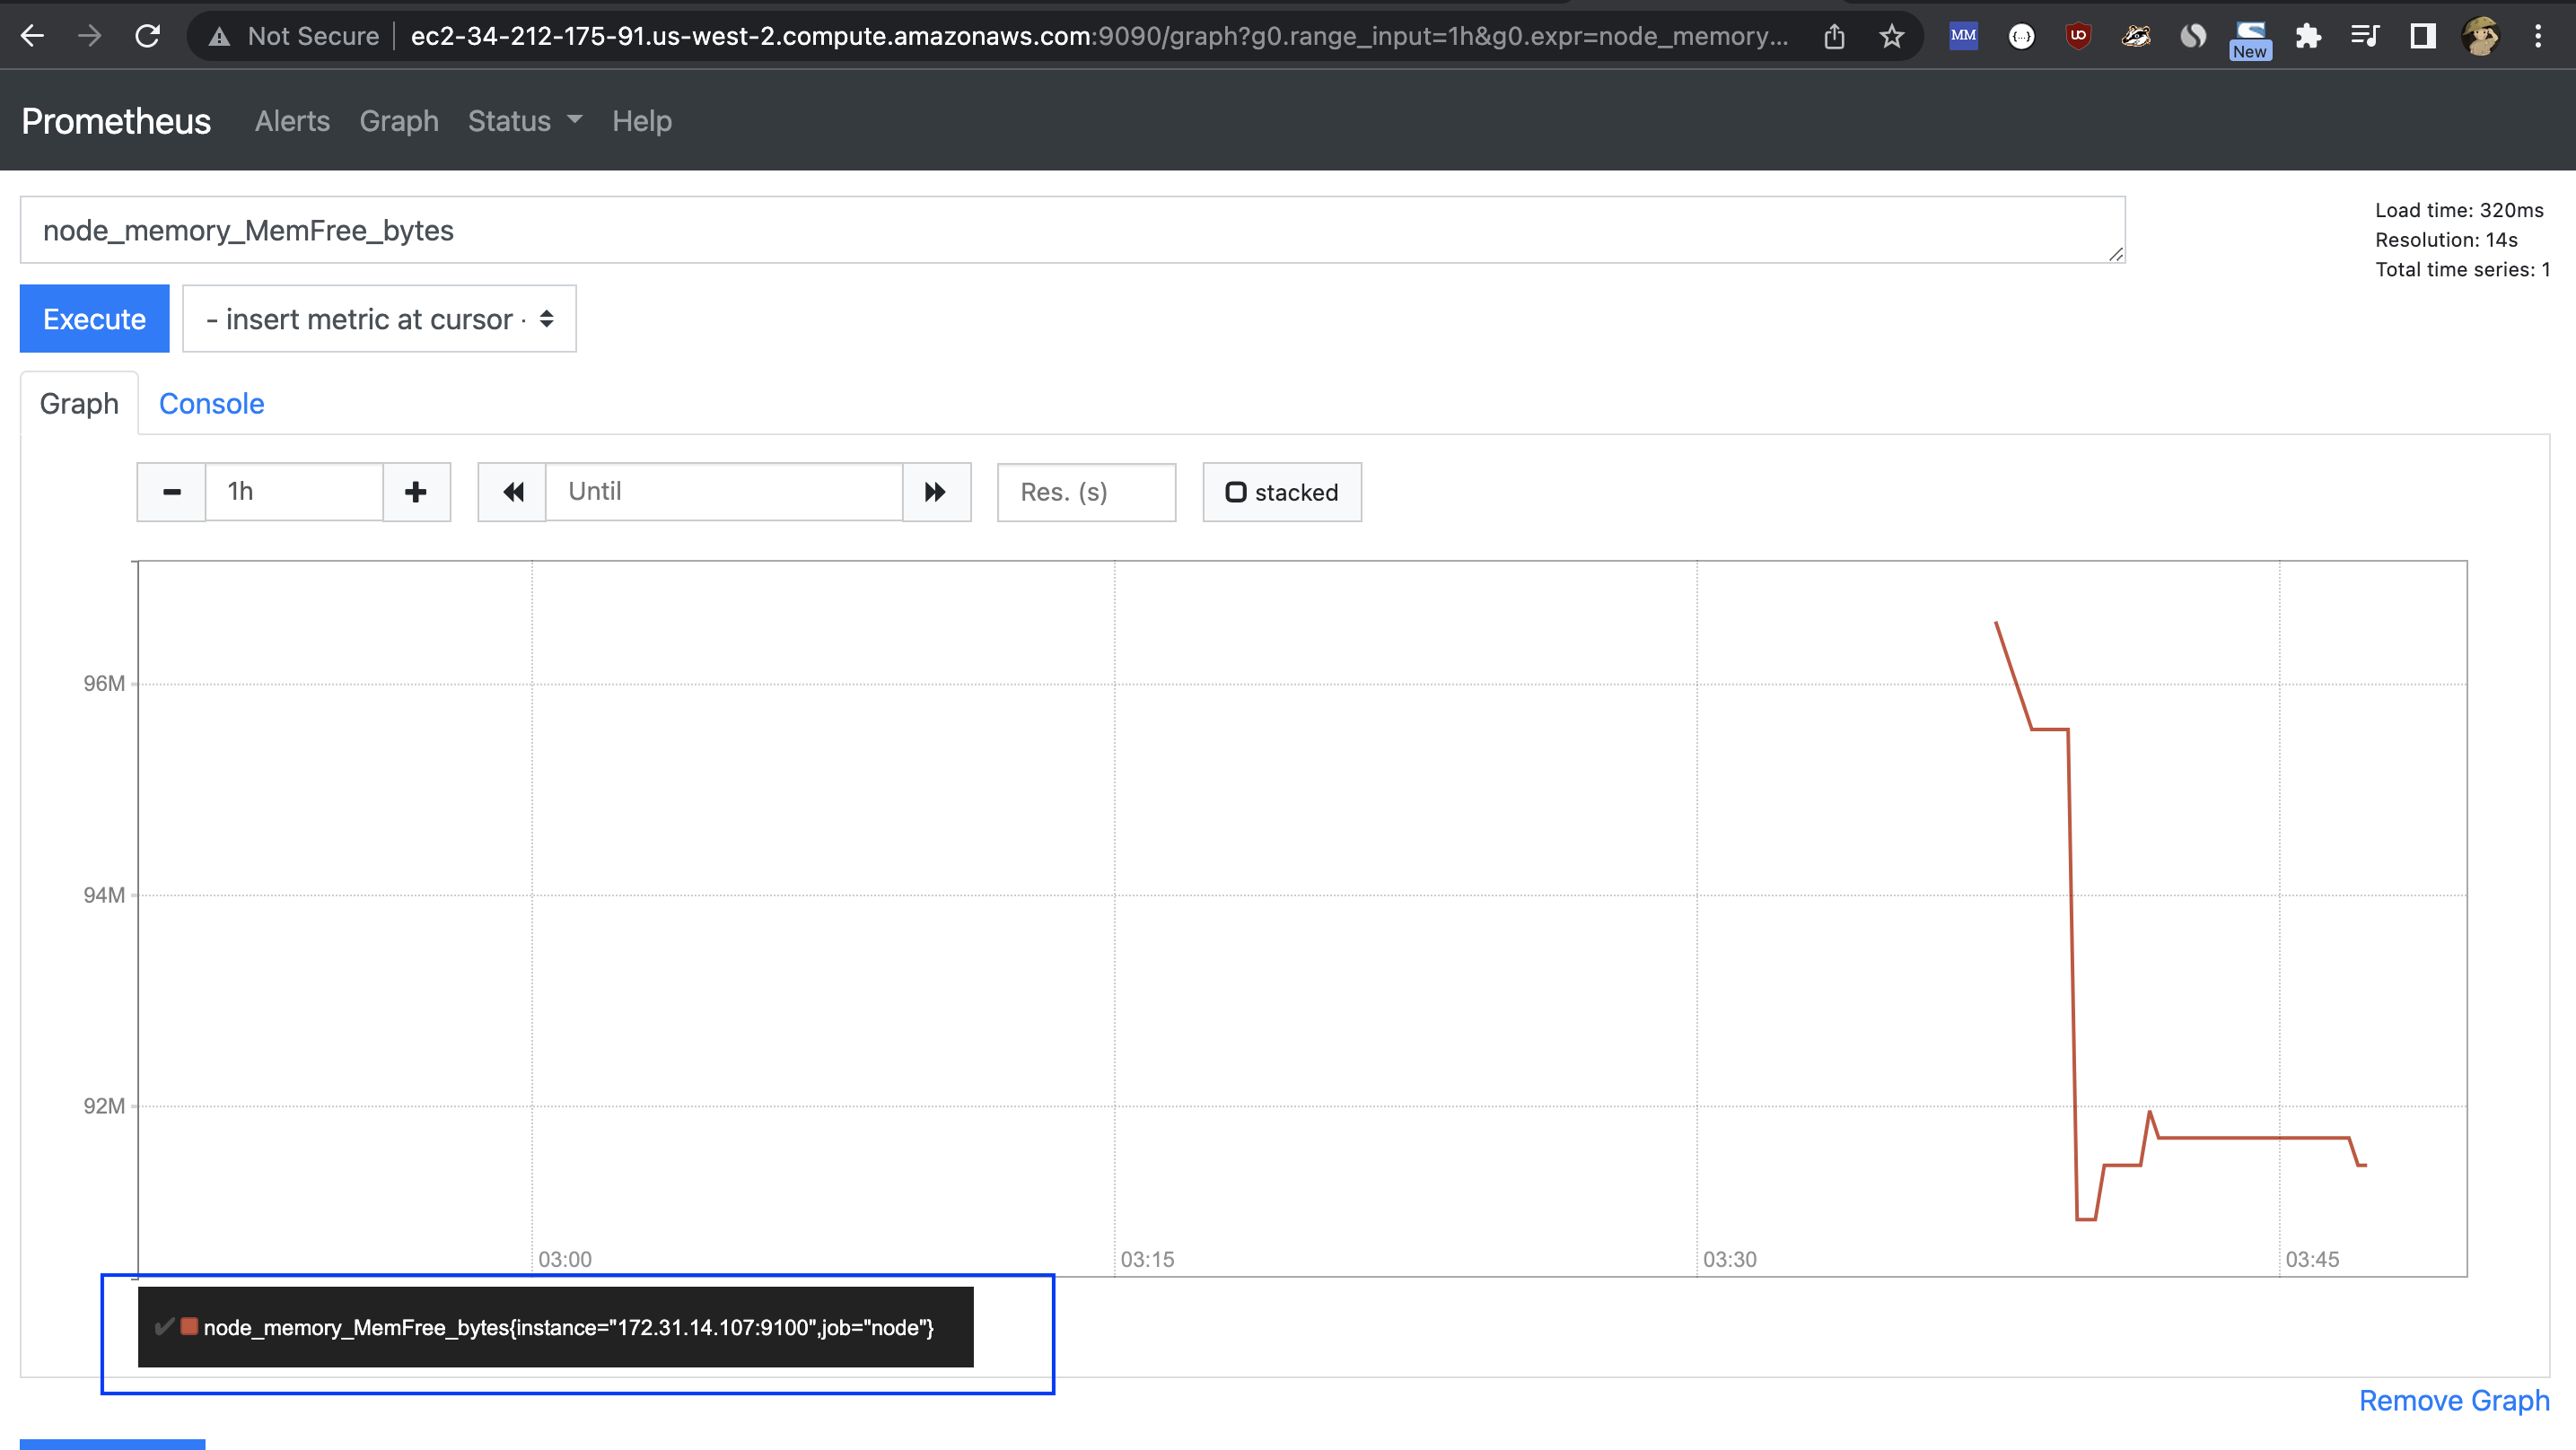 Not Secure ec2-34-212-175-91.us-west-2.compute.amazonaws.com:9090/graph?g0.range_input=1h&g0.expr=node_memory...
MM
{...}
UO
New
Prometheus Alerts Graph Status Help
node_memory_MemFree_bytes
Load time: 320ms
Resolution: 14s
Total time series: 1
Execute - insert metric at cursor -
Graph Console
1h Until Res. (s) stacked
96M
94M
92M
03:00 03:15 03:30 03:45
✔ node_memory_MemFree_bytes{instance="172.31.14.107:9100",job="node"}
Remove Graph